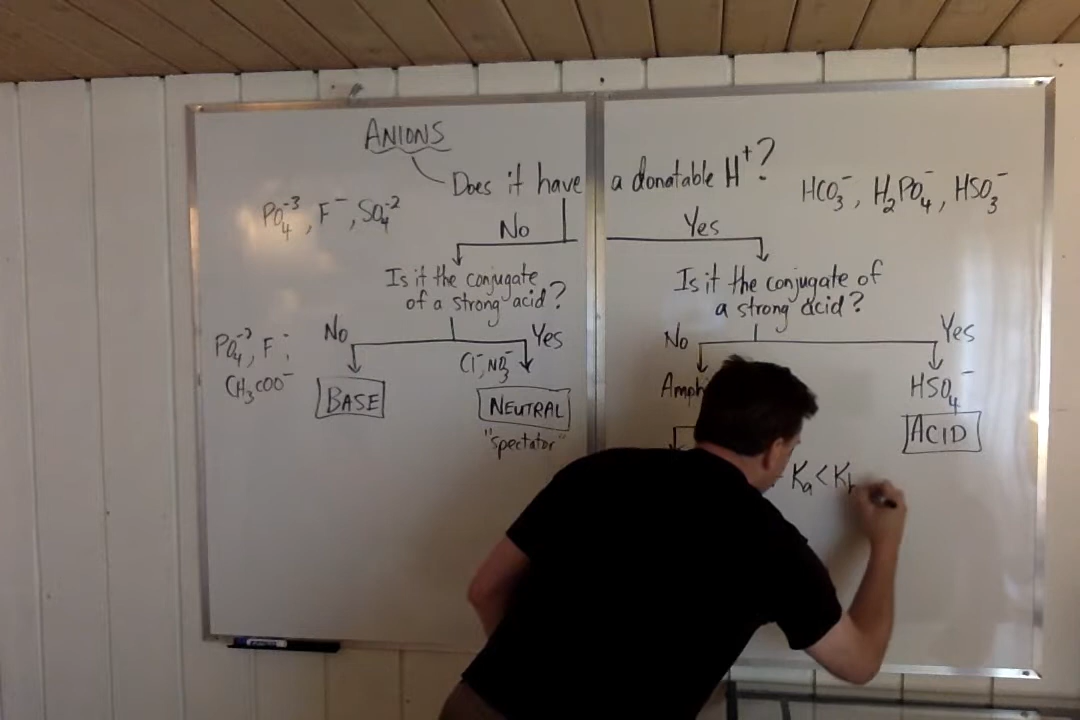 ANIONS
Does it have a donatable H⁺?
PO₄⁻³, F⁻, SO₄⁻²
HCO₃⁻, H₂PO₄⁻, HSO₃⁻
No
Yes
Is it the conjugate
of a strong acid?
Is it the conjugate of
a strong acid?
No
Yes
No
Yes
PO₄⁻³, F⁻,
CH₃COO⁻
Cl⁻, NO₃⁻
BASE
NEUTRAL
"spectator"
HSO₄⁻
ACID
Kₐ <